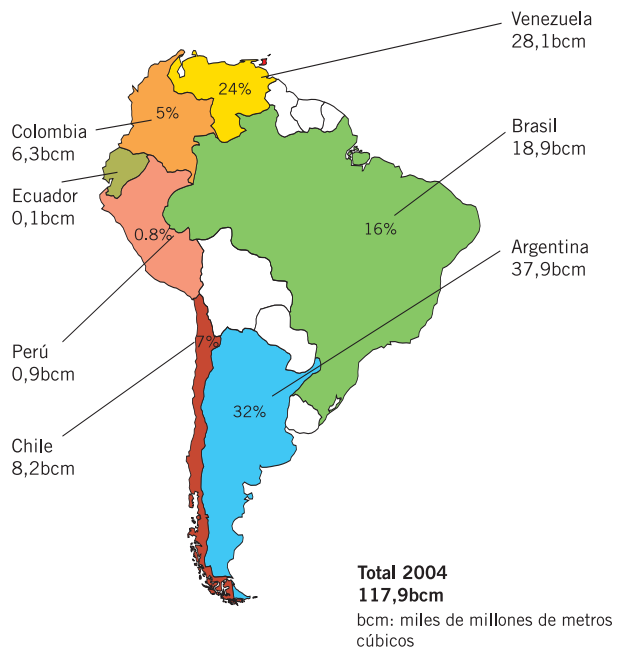 Venezuela
28,1bcm
24%
5%
Colombia
6,3bcm
Brasil
18,9bcm
Ecuador
0,1bcm
0.8%
16%
Argentina
37,9bcm
Perú
0,9bcm
7%
32%
Chile
8,2bcm
Total 2004
117,9bcm
bcm: miles de millones de metros
cúbicos